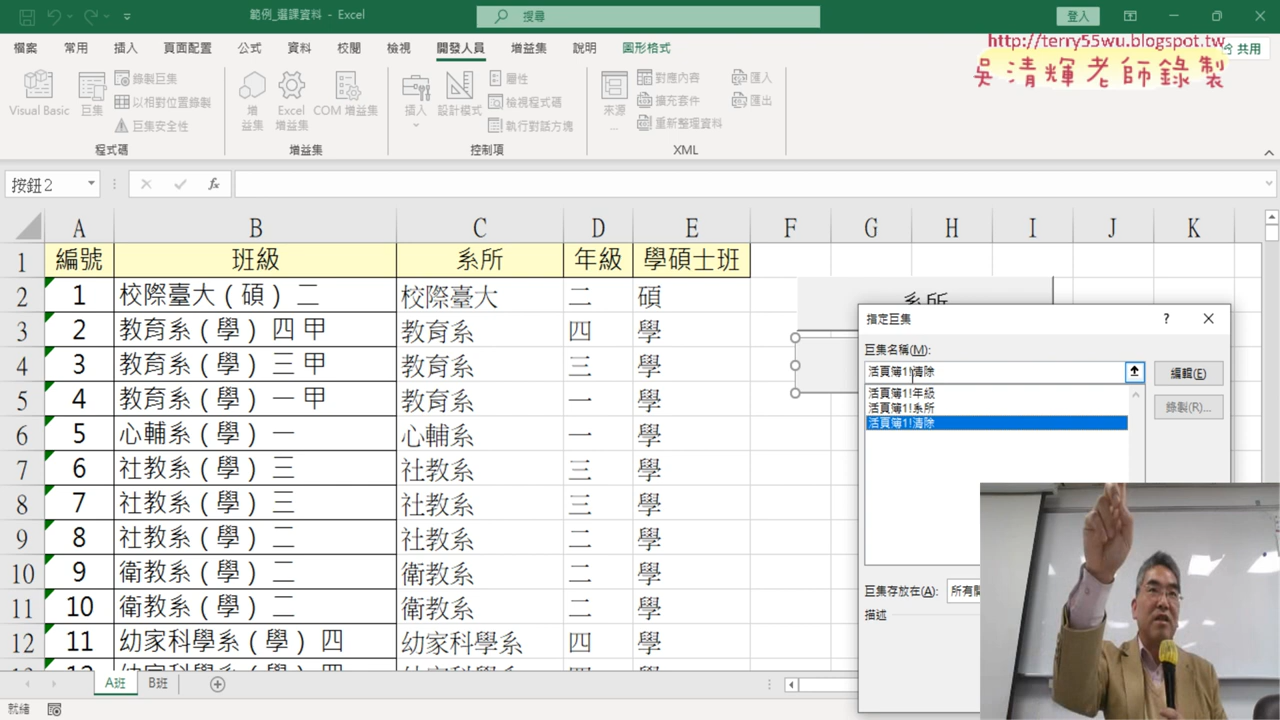 範例_選課資料 - Excel
搜尋
登入
檔案 常用 插入 頁面配置 公式 資料 校閱 檢視 開發人員 增益集 說明 圖形格式
共用
http://terry55wu.blogspot.tw
吳清輝老師錄製
Visual Basic
巨集
錄製巨集
以相對位置錄製
巨集安全性
程式碼
增益集
Excel 增益集
COM 增益集
增益集
插入
設計模式
屬性
檢視程式碼
執行對話方塊
控制項
來源...
對應內容
擴充套件
重新整理資料
匯入
匯出
XML
按鈕 2
fx
A B C D E F G H I J K
1 編號 班級 系所 年級 學碩士班
2 1 校際臺大(碩)二 校際臺大 二 碩
3 2 教育系(學)四甲 教育系 四 學
4 3 教育系(學)三甲 教育系 三 學
5 4 教育系(學)一甲 教育系 一 學
6 5 心輔系(學)一 心輔系 一 學
7 6 社教系(學)三 社教系 三 學
8 7 社教系(學)三 社教系 三 學
9 8 社教系(學)二 社教系 二 學
10 9 衛教系(學)二 衛教系 二 學
11 10 衛教系(學)二 衛教系 二 學
12 11 幼家科學系(學)四 幼家科學系 四 學
系所
指定巨集
?
巨集名稱(M):
活頁簿1!清除
活頁簿1!年級
活頁簿1!系所
活頁簿1!清除
編輯(E)
錄製(R)...
巨集存放在(A):
所有開
描述
A班 B班
就緒